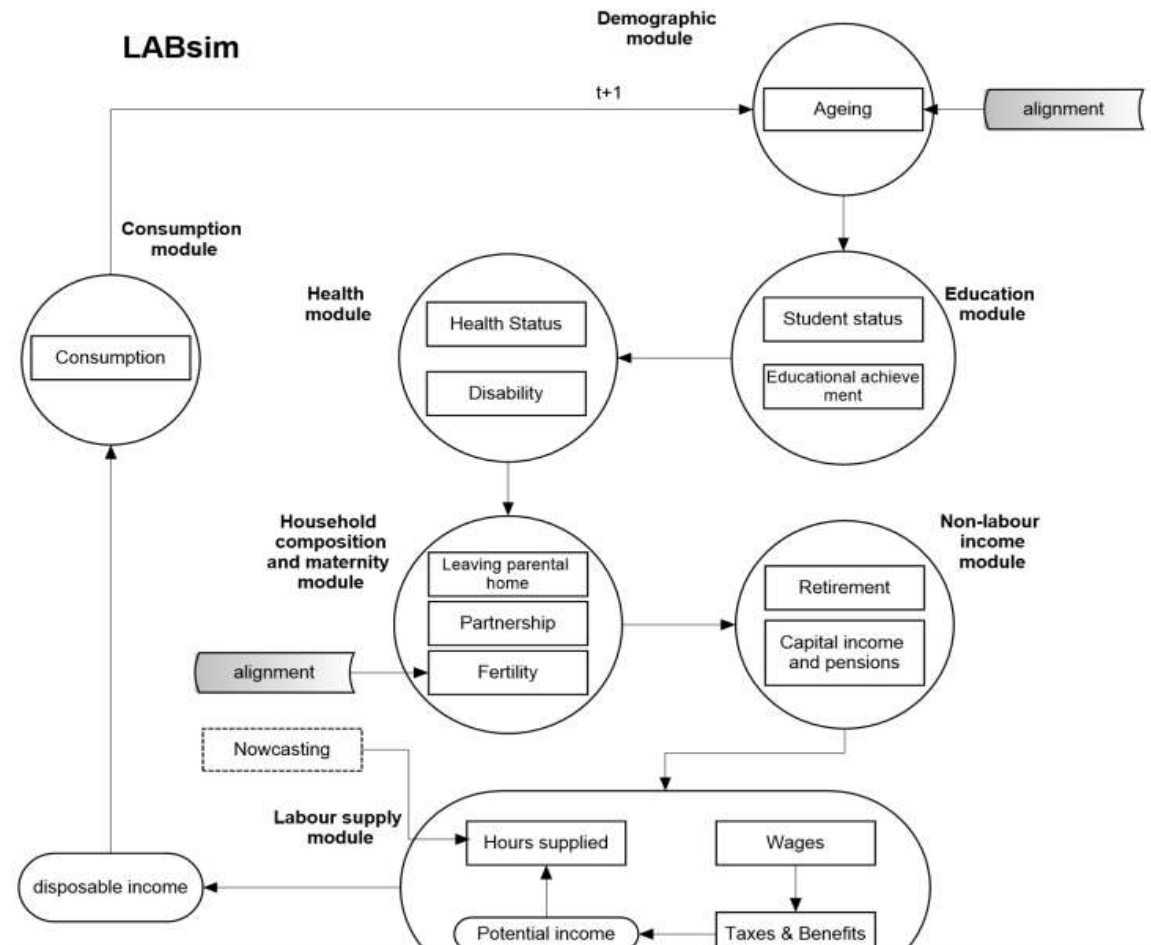 LABsim
Demographic
module
t+1
Ageing
alignment
Consumption
module
Consumption
Health
module
Health Status
Disability
Education
module
Student status
Educational achieve
ment
Household
composition
and maternity
module
Leaving parental
home
Partnership
Fertility
alignment
Non-labour
income
module
Retirement
Capital income
and pensions
Nowcasting
Labour supply
module
Hours supplied
Wages
disposable income
Potential income
Taxes & Benefits